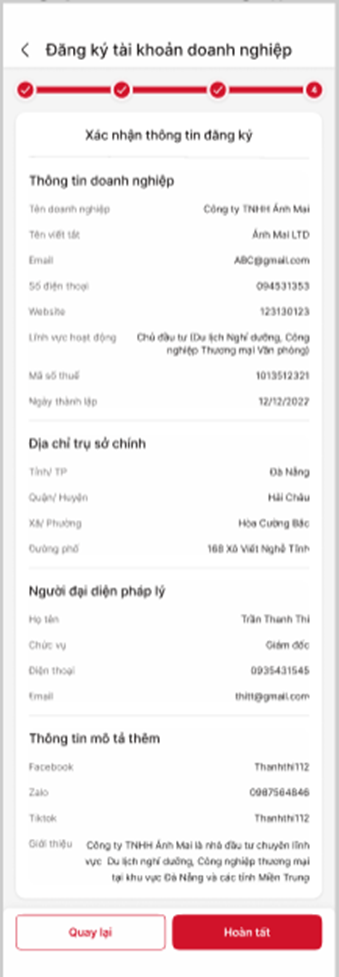 Đăng ký tài khoản doanh nghiệp
4
Xác nhận thông tin đăng ký
Thông tin doanh nghiệp
Tên doanh nghiệp Công ty TNHH Ánh Mai
Tên viết tắt Ánh Mai LTD
Email ABC@gmail.com
Số điện thoại 094531353
Website 123130123
Lĩnh vực hoạt động Chủ đầu tư (Du lịch Nghỉ dưỡng, Công
nghiệp Thương mại Văn phòng)
Mã số thuế 1013512321
Ngày thành lập 12/12/2022
Địa chỉ trụ sở chính
Tỉnh/ TP Đà Nẵng
Quận/ Huyện Hải Châu
Xã/ Phường Hòa Cường Bắc
Đường phố 168 Xô Viết Nghệ Tĩnh
Người đại diện pháp lý
Họ tên Trần Thanh Thi
Chức vụ Giám đốc
Điện thoại 0935431545
Email thitt@gmail.com
Thông tin mô tả thêm
Facebook Thanhthi112
Zalo 0987564846
Tiktok Thanhthi112
Giới thiệu Công ty TNHH Ánh Mai là nhà đầu tư chuyên lĩnh
vực Du lịch nghỉ dưỡng, Công nghiệp thương mại
tại khu vực Đà Nẵng và các tỉnh Miền Trung
Quay lại Hoàn tất